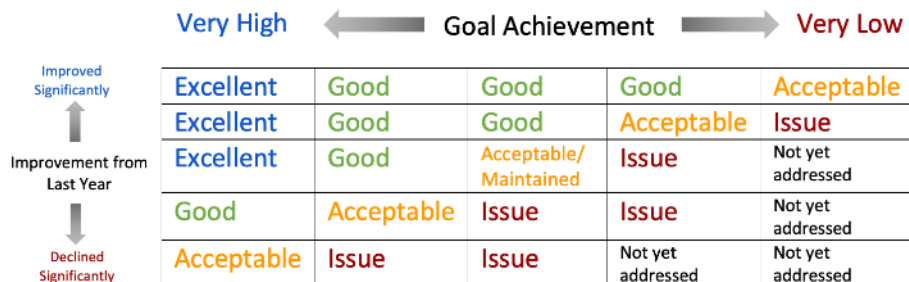 Very High Goal Achievement Very Low
Improved
Significantly
Excellent Good Good Good Acceptable
Excellent Good Good Acceptable Issue
Improvement from
Last Year
Excellent Good Acceptable/
Maintained Issue Not yet
addressed
Good Acceptable Issue Issue Not yet
addressed
Declined
Significantly
Acceptable Issue Issue Not yet
addressed Not yet
addressed